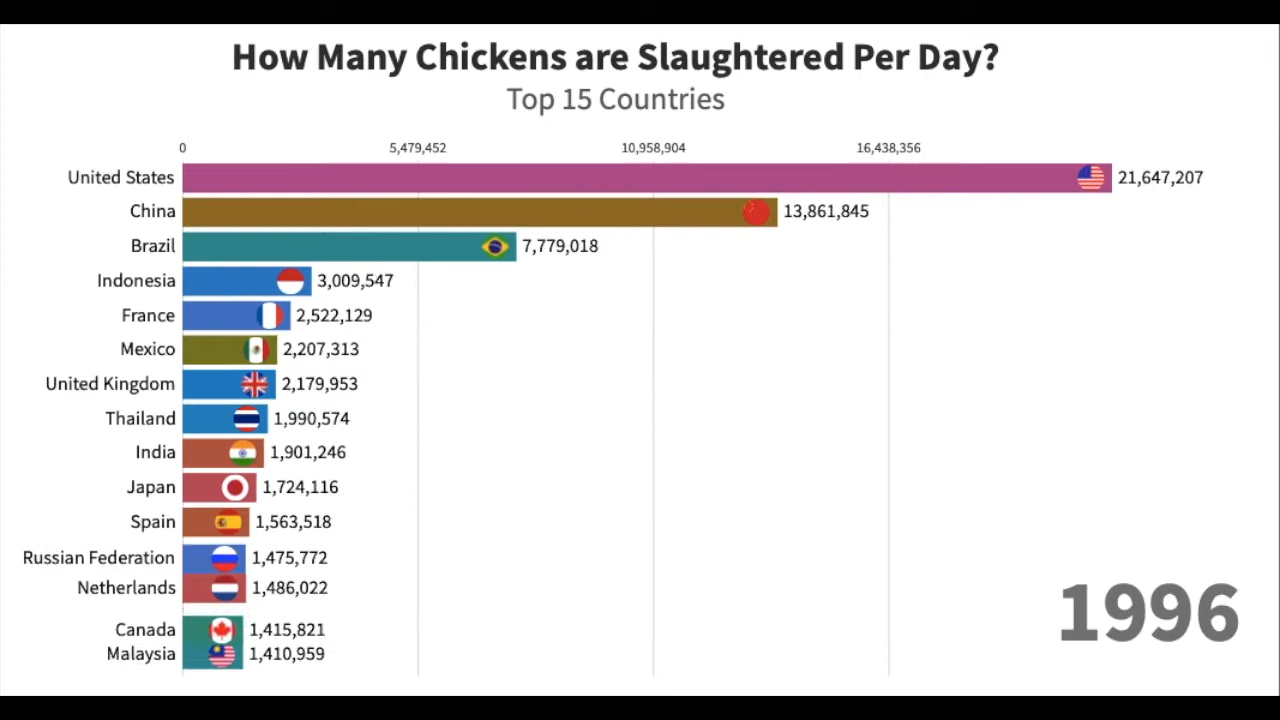 How Many Chickens are Slaughtered Per Day?
Top 15 Countries
0 5,479,452 10,958,904 16,438,356
United States 21,647,207
China 13,861,845
Brazil 7,779,018
Indonesia 3,009,547
France 2,522,129
Mexico 2,207,313
United Kingdom 2,179,953
Thailand 1,990,574
India 1,901,246
Japan 1,724,116
Spain 1,563,518
Russian Federation 1,475,772
Netherlands 1,486,022
Canada 1,415,821
Malaysia 1,410,959
1996